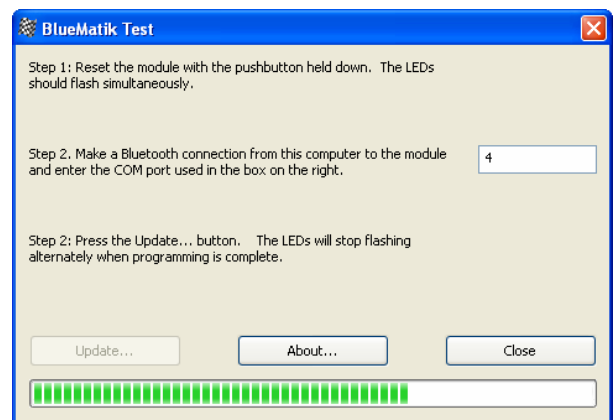 BlueMatik Test
Step 1: Reset the module with the pushbutton held down. The LEDs
should flash simultaneously.
Step 2. Make a Bluetooth connection from this computer to the module
and enter the COM port used in the box on the right.
4
Step 2: Press the Update... button. The LEDs will stop flashing
alternately when programming is complete.
Update...
About...
Close